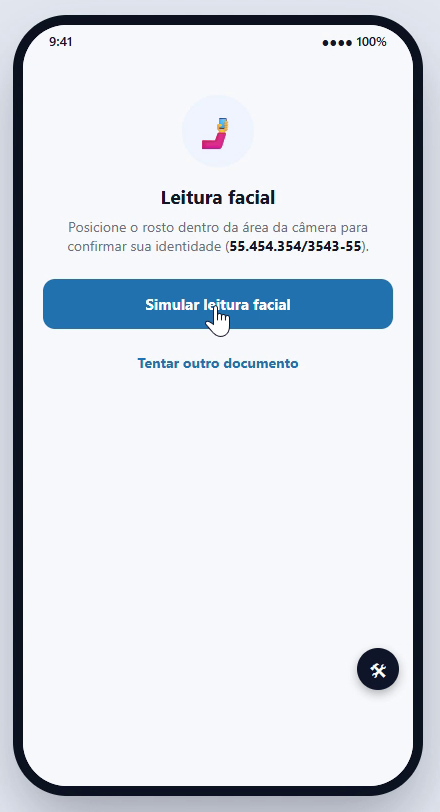 9:41
●●●● 100%
Leitura facial
Posicione o rosto dentro da área da câmera para
confirmar sua identidade (55.454.354/3543-55).
Simular leitura facial
Tentar outro documento